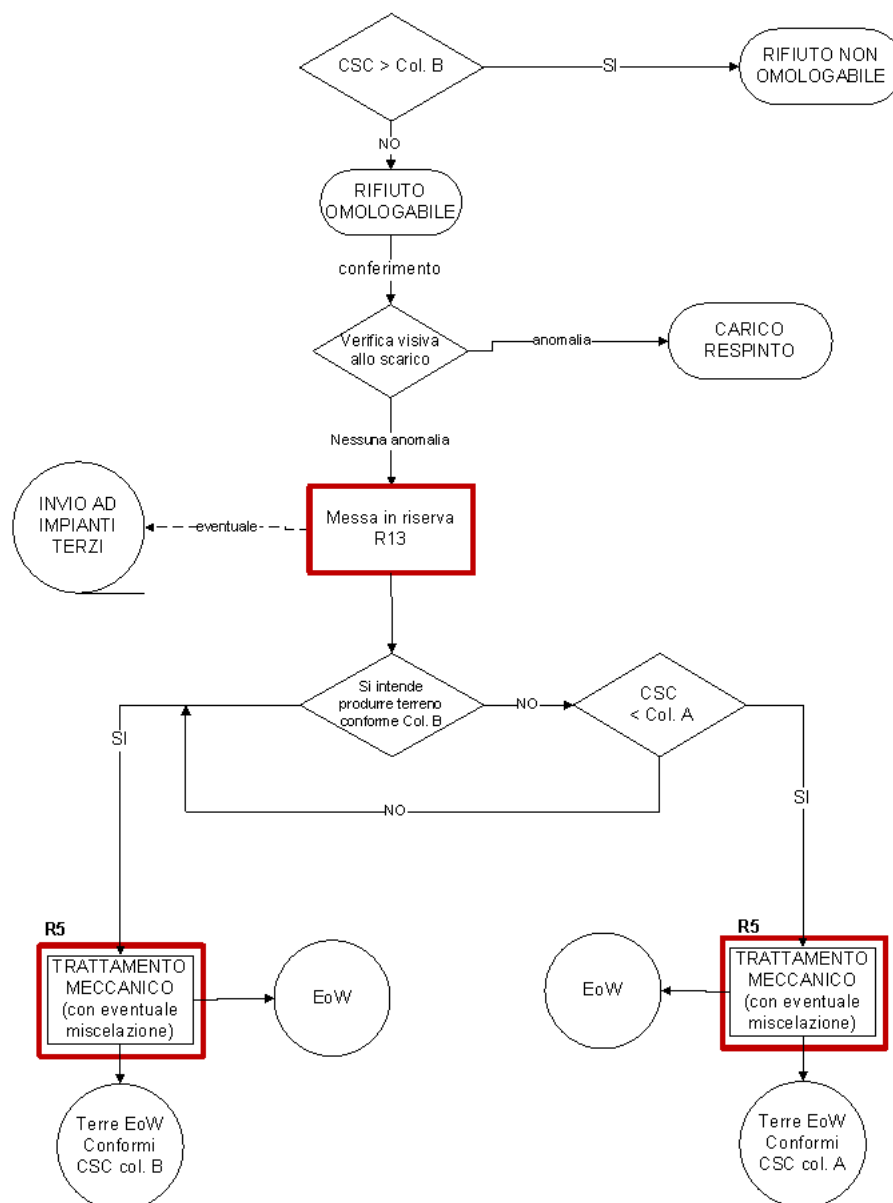 CSC > Col. B
SI
RIFIUTO NON
OMOLOGABILE
NO
RIFIUTO
OMOLOGABILE
conferimento
Verifica visiva
allo scarico
anomalia
CARICO
RESPINTO
Nessuna anomalia
INVIO AD
IMPIANTI
TERZI
eventuale
Messa in riserva
R13
Si intende
produrre terreno
conforme Col. B
NO
CSC
< Col. A
SI
NO
SI
R5
TRATTAMENTO
MECCANICO
(con eventuale
miscelazione)
EoW
EoW
R5
TRATTAMENTO
MECCANICO
(con eventuale
miscelazione)
Terre EoW
Conformi
CSC col. B
Terre EoW
Conformi
CSC col. A